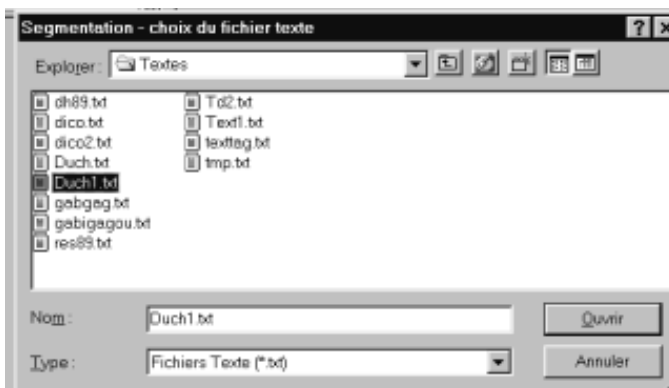 Segmentation - choix du fichier texte
Explorer: Textes
dh89.txt
dico.txt
dico2.txt
Duch.txt
Duch1.txt
gabgag.txt
gabigagou.txt
res89.txt
Td2.txt
Text1.txt
texttag.txt
tmp.txt
Nom: Duch1.txt Ouvrir
Type: Fichiers Texte (*.txt) Annuler